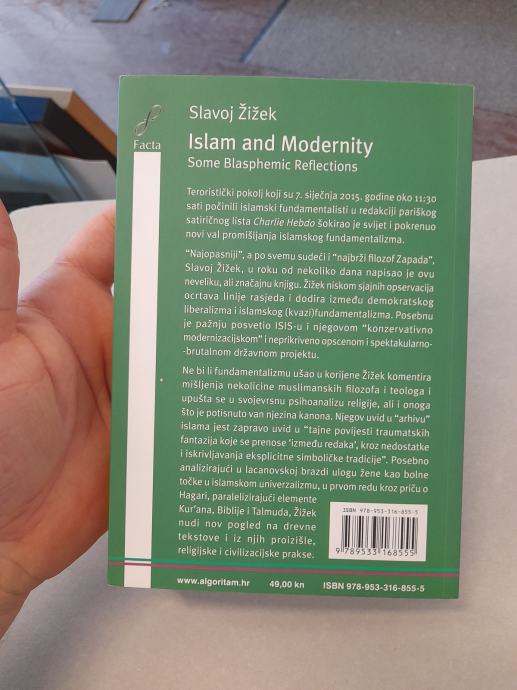 Slavoj Žižek
Facta
Islam and Modernity
Some Blasphemic Reflections
Teroristički pokolj koji su 7. siječnja 2015. godine oko 11:30
sati počinili islamski fundamentalisti u redakciji pariškog
satiričnog lista Charlie Hebdo šokirao je svijet i pokrenuo
novi val promišljanja islamskog fundamentalizma.
"Najopasniji", a po svemu sudeći i "najbrži filozof Zapada",
Slavoj Žižek, u roku od nekoliko dana napisao je ovu
neveliku, ali značajnu knjigu. Žižek niskom sjajnih opservacija
ocrtava linije rasjeda i dodira između demokratskog
liberalizma i islamskog (kvazi)fundamentalizma. Posebnu
je pažnju posvetio ISIS-u i njegovom "konzervativno
modernizacijskom" i neprikriveno opscenom i spektakularno-
-brutalnom državnom projektu.
Ne bi li fundamentalizmu ušao u korijene Žižek komentira
mišljenja nekolicine muslimanskih filozofa i teologa i
upušta se u svojevrsnu psihoanalizu religije, ali i onoga
što je potisnuto van njezina kanona. Njegov uvid u "arhivu"
islama jest zapravo uvid u "tajne povijesti traumatskih
fantazija koje se prenose 'između redaka', kroz nedostatke
i iskrivljavanja eksplicitne simboličke tradicije". Posebno
analizirajući u lacanovskoj brazdi ulogu žene kao bolne
točke u islamskom univerzalizmu, u prvom redu kroz priču o
Hagari, paralelizirajući elemente
Kur'ana, Biblije i Talmuda, Žižek
nudi nov pogled na drevne
tekstove i iz njih proizišle,
religijske i civilizacijske prakse.
ISBN 978-953-316-855-5
9 789533 168555
www.algoritam.hr 49,00 kn ISBN 978-953-316-855-5